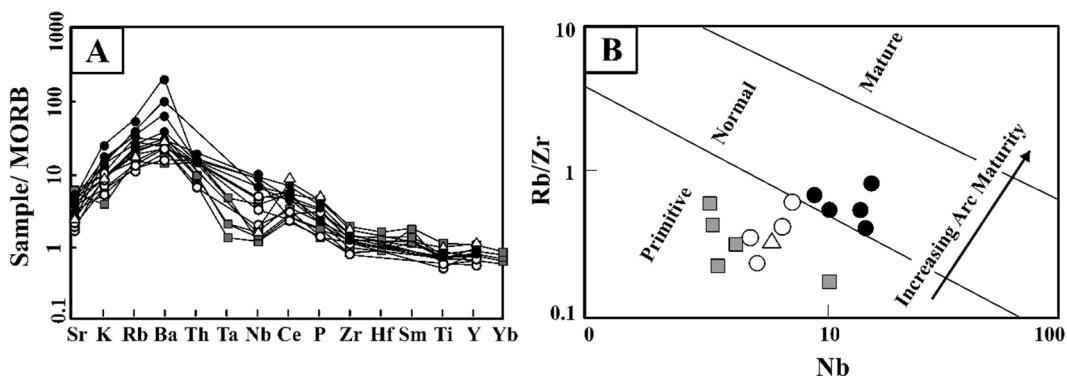 A
1000
100
10
1
0.1
Sample/ MORB
Sr K Rb Ba Th Ta Nb Ce P Zr Hf Sm Ti Y Yb
B
10
1
0.1
Rb/Zr
Mature
Normal
Primitive
Increasing Arc Maturity
0 10 100
Nb